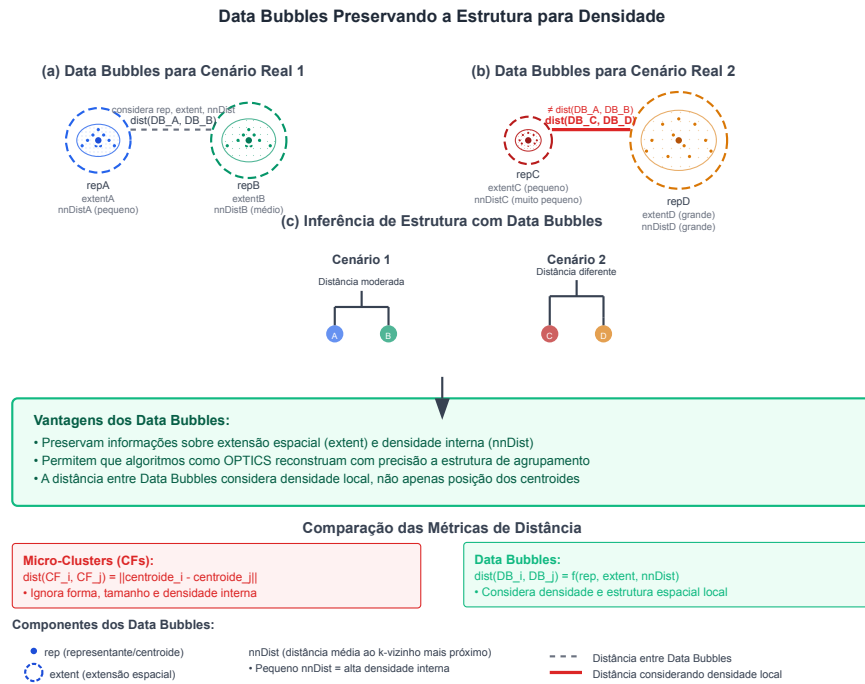 Data Bubbles Preservando a Estrutura para Densidade
(a) Data Bubbles para Cenário Real 1
(b) Data Bubbles para Cenário Real 2
considera rep, extent, nnDist
dist(DB_A, DB_B)
≠ dist(DB_A, DB_B)
dist(DB_C, DB_D)
repA
extentA
nnDistA (pequeno)
repB
extentB
nnDistB (médio)
repC
extentC (pequeno)
nnDistC (muito pequeno)
repD
extentD (grande)
nnDistD (grande)
(c) Inferência de Estrutura com Data Bubbles
Cenário 1
Distância moderada
A
B
Cenário 2
Distância diferente
C
D
Vantagens dos Data Bubbles:
• Preservam informações sobre extensão espacial (extent) e densidade interna (nnDist)
• Permitem que algoritmos como OPTICS reconstruam com precisão a estrutura de agrupamento
• A distância entre Data Bubbles considera densidade local, não apenas posição dos centroides
Comparação das Métricas de Distância
Micro-Clusters (CFs):
dist(CF_i, CF_j) = ||centroide_i - centroide_j||
• Ignora forma, tamanho e densidade interna
Data Bubbles:
dist(DB_i, DB_j) = f(rep, extent, nnDist)
• Considera densidade e estrutura espacial local
Componentes dos Data Bubbles:
rep (representante/centroide)
extent (extensão espacial)
nnDist (distância média ao k-vizinho mais próximo)
• Pequeno nnDist = alta densidade interna
Distância entre Data Bubbles
Distância considerando densidade local